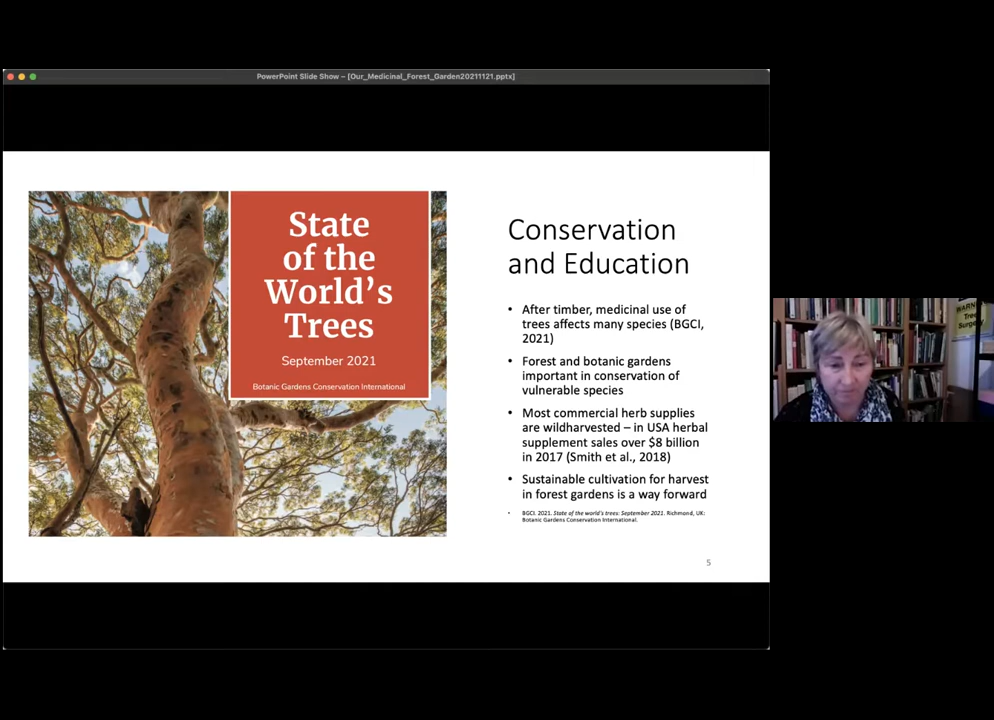 PowerPoint Slide Show – [Our_Medicinal_Forest_Garden20211121.pptx]
State
of the
World's
Trees
September 2021
Botanic Gardens Conservation International
Conservation
and Education
• After timber, medicinal use of
trees affects many species (BGCI,
2021)
• Forest and botanic gardens
important in conservation of
vulnerable species
• Most commercial herb supplies
are wildharvested – in USA herbal
supplement sales over $8 billion
in 2017 (Smith et al., 2018)
• Sustainable cultivation for harvest
in forest gardens is a way forward
• BGCI. 2021. State of the world's trees: September 2021. Richmond, UK:
Botanic Gardens Conservation International.
5
WARN
Tree
Surgery